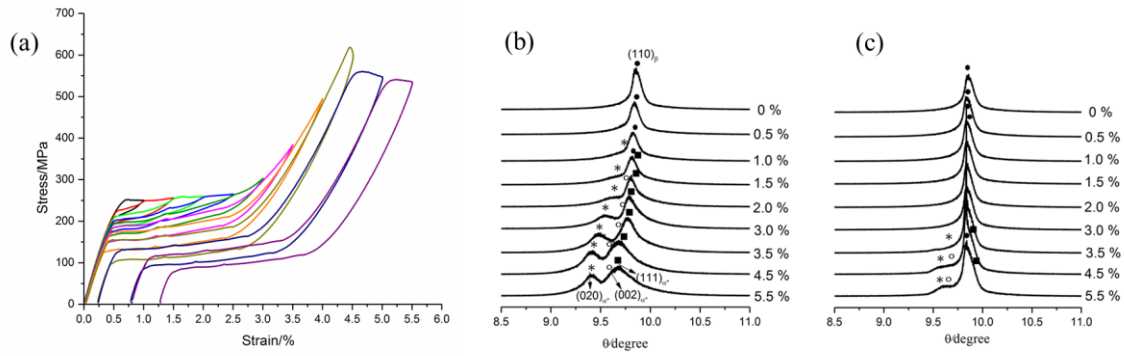 (a)
Stress/MPa
700
600
500
400
300
200
100
0
0.0 0.5 1.0 1.5 2.0 2.5 3.0 3.5 4.0 4.5 5.0 5.5 6.0
Strain/%
(b)
(110)β
0 %
0.5 %
1.0 %
1.5 %
2.0 %
3.0 %
3.5 %
4.5 %
5.5 %
(111)α"
(020)α" (002)α"
8.5 9.0 9.5 10.0 10.5 11.0
θ/degree
(c)
0 %
0.5 %
1.0 %
1.5 %
2.0 %
3.0 %
3.5 %
4.5 %
5.5 %
8.5 9.0 9.5 10.0 10.5 11.0
θ/degree